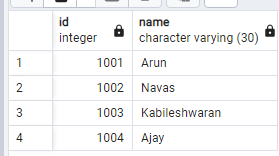 id
integer
name
character varying (30)
1 1001 Arun
2 1002 Navas
3 1003 Kabileshwaran
4 1004 Ajay